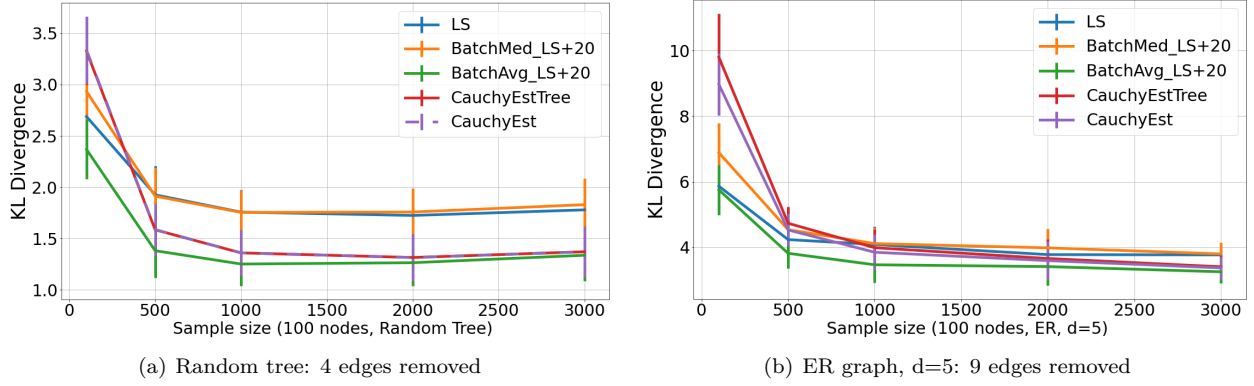 KL Divergence
3.5
3.0
2.5
2.0
1.5
1.0
LS
BatchMed_LS+20
BatchAvg_LS+20
CauchyEstTree
CauchyEst
0 500 1000 1500 2000 2500 3000
Sample size (100 nodes, Random Tree)
(a) Random tree: 4 edges removed
KL Divergence
10
8
6
4
LS
BatchMed_LS+20
BatchAvg_LS+20
CauchyEstTree
CauchyEst
0 500 1000 1500 2000 2500 3000
Sample size (100 nodes, ER, d=5)
(b) ER graph, d=5: 9 edges removed